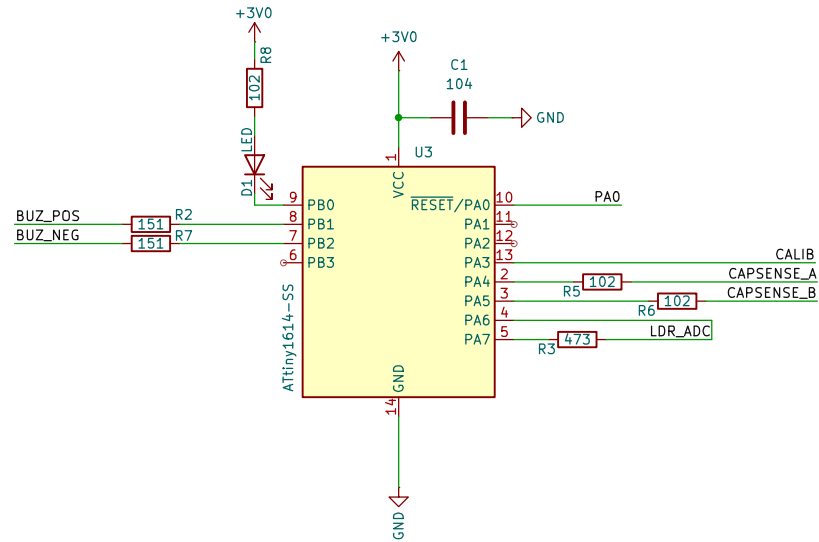 +3V0
R8
102
+3V0
C1
104
GND
LED
D1
U3
1
VCC
BUZ_POS
R2
151
BUZ_NEG
R7
151
9 PB0
8 PB1
7 PB2
6 PB3
RESET/PA0 10
PA1 11
PA2 12
PA3 13
PA4 2
PA5 3
PA6 4
PA7 5
PA0
CALIB
R5
102
CAPSENSE_A
R6
102
CAPSENSE_B
LDR_ADC
R3
473
ATtiny1614-SS
GND
14
GND